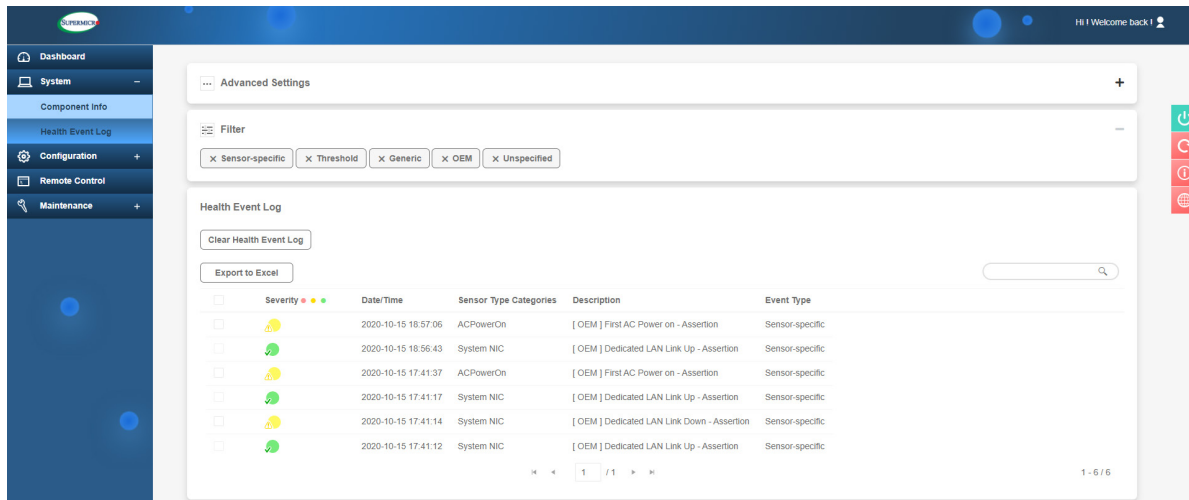 SUPERMICRO
Hi ! Welcome back !
Dashboard
System −
Component Info
Health Event Log
Configuration +
Remote Control
Maintenance +
... Advanced Settings +
Filter −
× Sensor-specific × Threshold × Generic × OEM × Unspecified
Health Event Log
Clear Health Event Log
Export to Excel
Severity Date/Time Sensor Type Categories Description Event Type
2020-10-15 18:57:06 ACPowerOn [ OEM ] First AC Power on - Assertion Sensor-specific
2020-10-15 18:56:43 System NIC [ OEM ] Dedicated LAN Link Up - Assertion Sensor-specific
2020-10-15 17:41:37 ACPowerOn [ OEM ] First AC Power on - Assertion Sensor-specific
2020-10-15 17:41:17 System NIC [ OEM ] Dedicated LAN Link Up - Assertion Sensor-specific
2020-10-15 17:41:14 System NIC [ OEM ] Dedicated LAN Link Down - Assertion Sensor-specific
2020-10-15 17:41:12 System NIC [ OEM ] Dedicated LAN Link Up - Assertion Sensor-specific
1 / 1 1 - 6 / 6